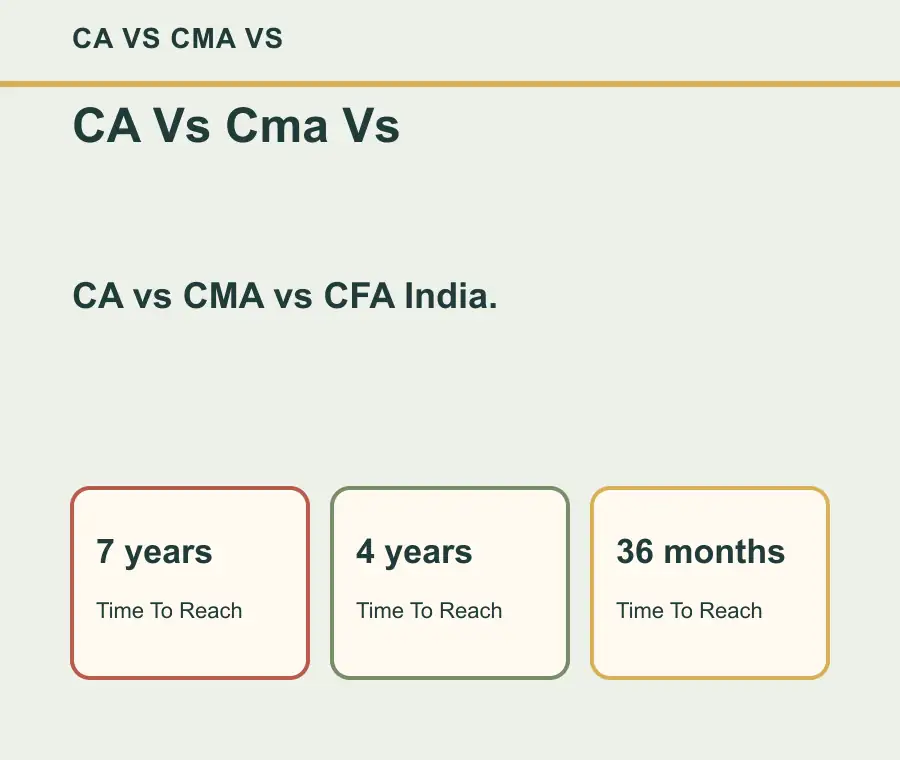 CA VS CMA VS
CA Vs Cma Vs
CA vs CMA vs CFA India.
7 years
Time To Reach
4 years
Time To Reach
36 months
Time To Reach